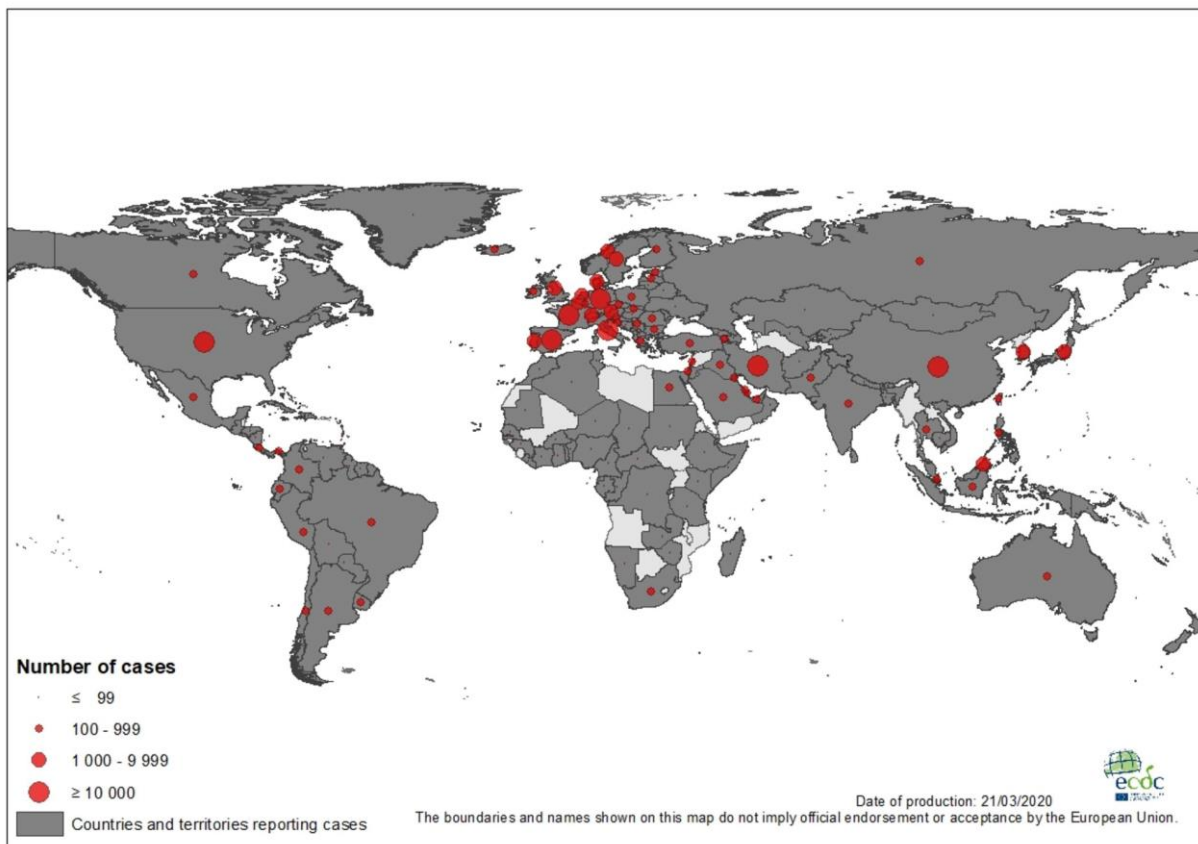 Number of cases
≤ 99
100 - 999
1 000 - 9 999
≥ 10 000
Countries and territories reporting cases
ecdc
Date of production: 21/03/2020
The boundaries and names shown on this map do not imply official endorsement or acceptance by the European Union.